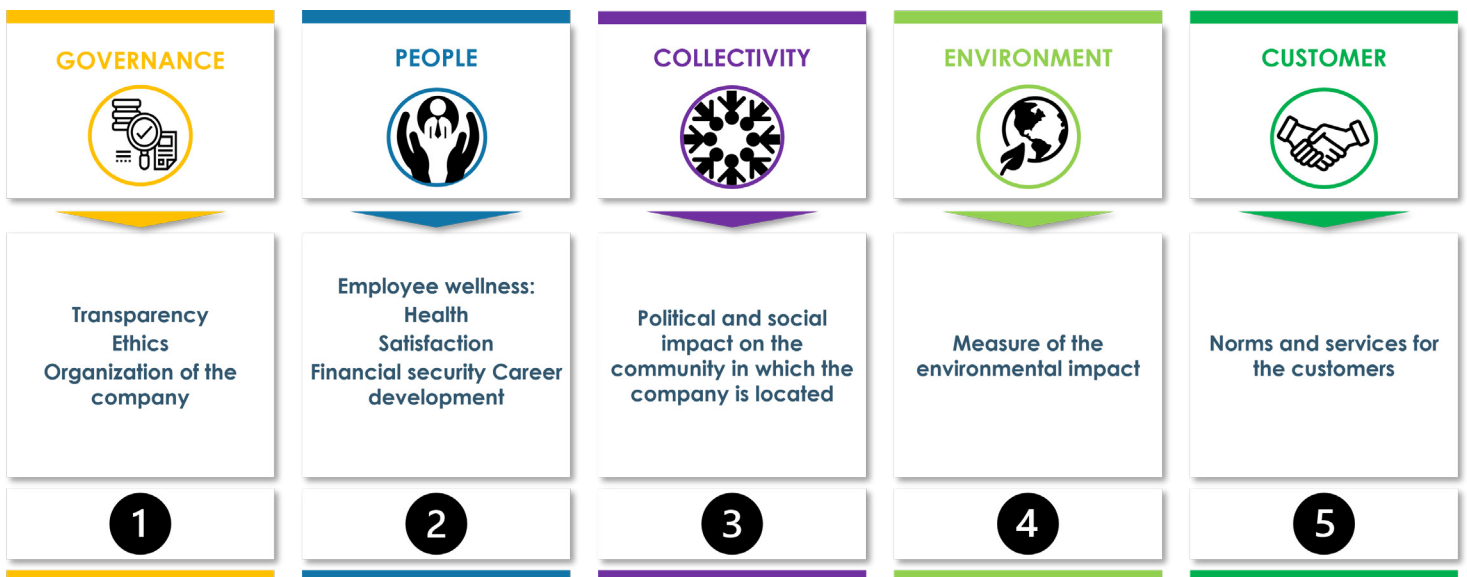 GOVERNANCE
Transparency
Ethics
Organization of the
company
1
PEOPLE
Employee wellness:
Health
Satisfaction
Financial security Career
development
2
COLLECTIVITY
Political and social
impact on the
community in which the
company is located
3
ENVIRONMENT
Measure of the
environmental impact
4
CUSTOMER
Norms and services for
the customers
5